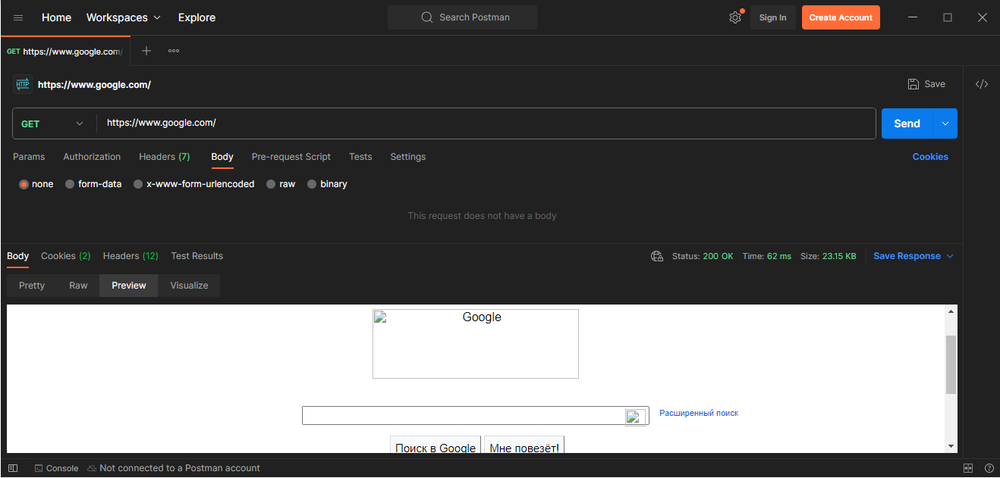 Home Workspaces Explore Search Postman Sign In Create Account
GET https://www.google.com/
HTTP https://www.google.com/ Save
GET https://www.google.com/ Send
Params Authorization Headers (7) Body Pre-request Script Tests Settings Cookies
none form-data x-www-form-urlencoded raw binary
This request does not have a body
Body Cookies (2) Headers (12) Test Results Status: 200 OK Time: 62 ms Size: 23.15 KB Save Response
Pretty Raw Preview Visualize
Google
Расширенный поиск
Поиск в Google Мне повезёт!
Console Not connected to a Postman account